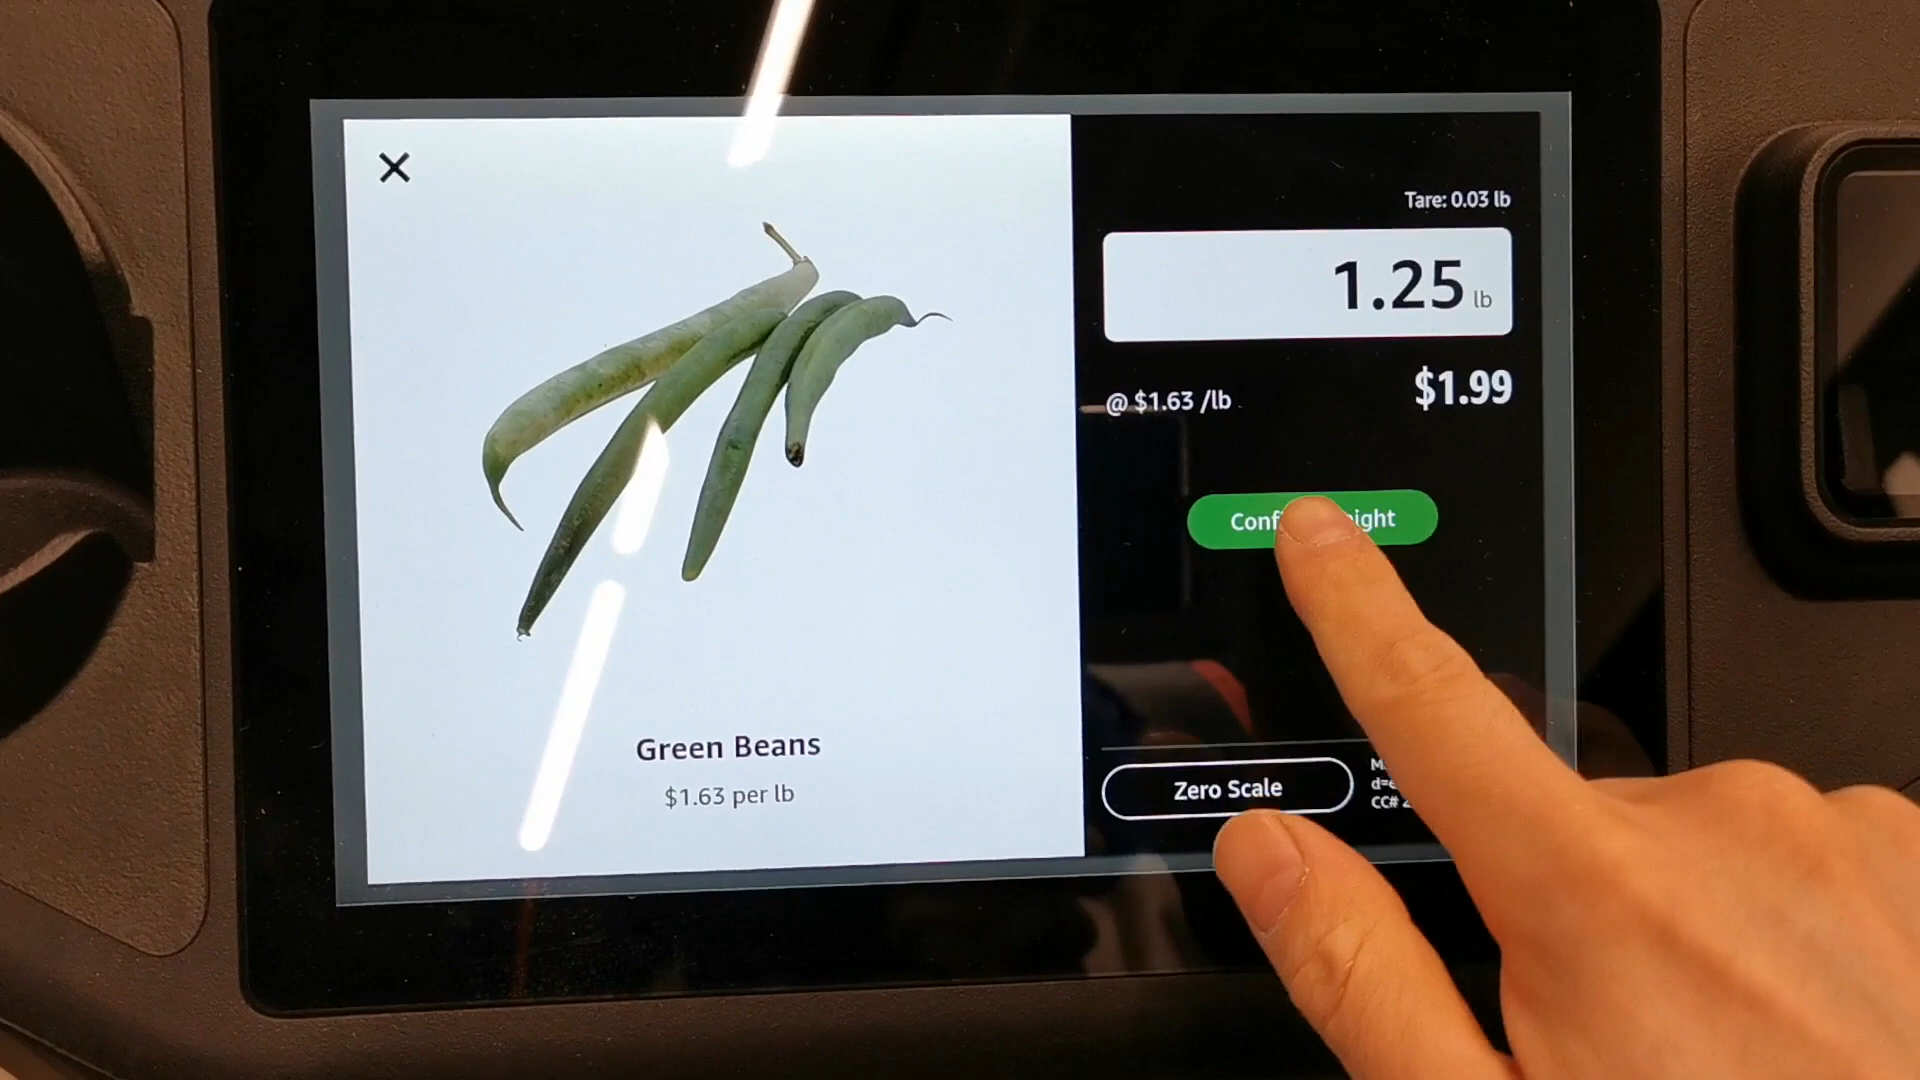 Tare: 0.03 lb
1.25 lb
@ $1.63 /lb
$1.99
Green Beans
$1.63 per lb
Zero Scale
CC#